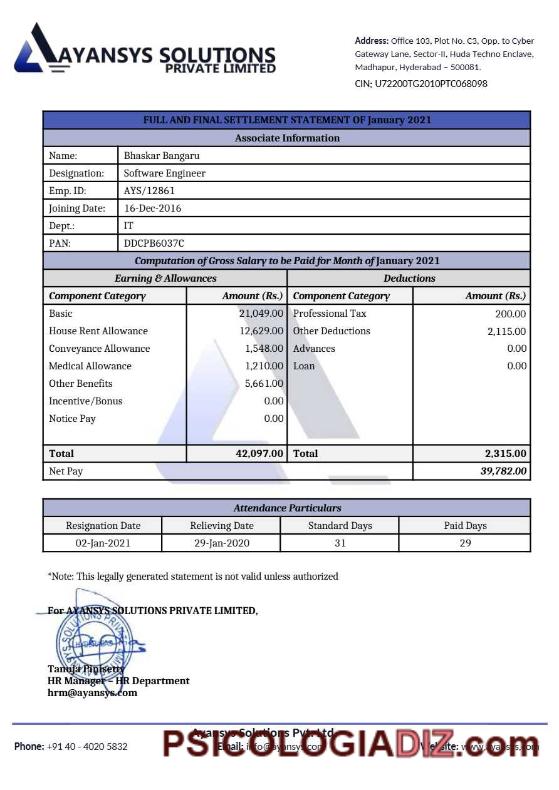 AYANSYS SOLUTIONS
PRIVATE LIMITED
Address: Office 103, Plot No. C3, Opp. to Cyber
Gateway Lane, Sector-II, Huda Techno Enclave,
Madhapur, Hyderabad – 500081.
CIN; U72200TG2010PTC068098
FULL AND FINAL SETTLEMENT STATEMENT OF January 2021
Associate Information
Name: Bhaskar Bangaru
Designation: Software Engineer
Emp. ID: AYS/12861
Joining Date: 16-Dec-2016
Dept.: IT
PAN: DDCPB6037C
Computation of Gross Salary to be Paid for Month of January 2021
Earning & Allowances Deductions
Component Category Amount (Rs.) Component Category Amount (Rs.)
Basic 21,049.00 Professional Tax 200.00
House Rent Allowance 12,629.00 Other Deductions 2,115.00
Conveyance Allowance 1,548.00 Advances 0.00
Medical Allowance 1,210.00 Loan 0.00
Other Benefits 5,661.00
Incentive/Bonus 0.00
Notice Pay 0.00
Total 42,097.00 Total 2,315.00
Net Pay 39,782.00
Attendance Particulars
Resignation Date Relieving Date Standard Days Paid Days
02-Jan-2021 29-Jan-2020 31 29
*Note: This legally generated statement is not valid unless authorized
For AYANSYS SOLUTIONS PRIVATE LIMITED,
HR Manager – HR Department
hrm@ayansys.com
Ayansys Solutions Pvt. Ltd
Phone: +91 40 - 4020 5832 Email: info@ayansys.com Website: www.ayansys.com
PSICOLOGIADIZ.com